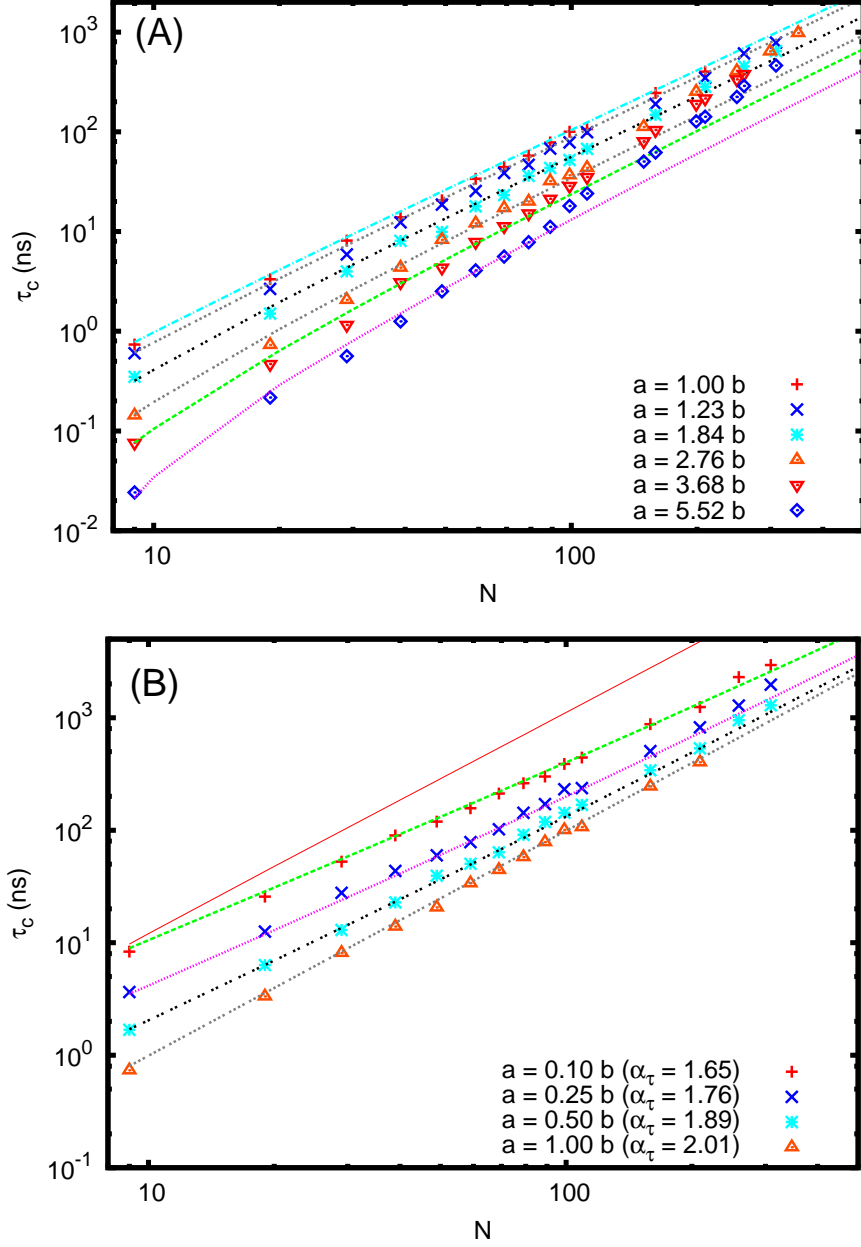 (A)
10³
10²
10¹
10⁰
10⁻¹
10⁻²
τc (ns)
a = 1.00 b
a = 1.23 b
a = 1.84 b
a = 2.76 b
a = 3.68 b
a = 5.52 b
10 100
N
(B)
10³
10²
10¹
10⁰
10⁻¹
τc (ns)
a = 0.10 b (ατ = 1.65)
a = 0.25 b (ατ = 1.76)
a = 0.50 b (ατ = 1.89)
a = 1.00 b (ατ = 2.01)
10 100
N